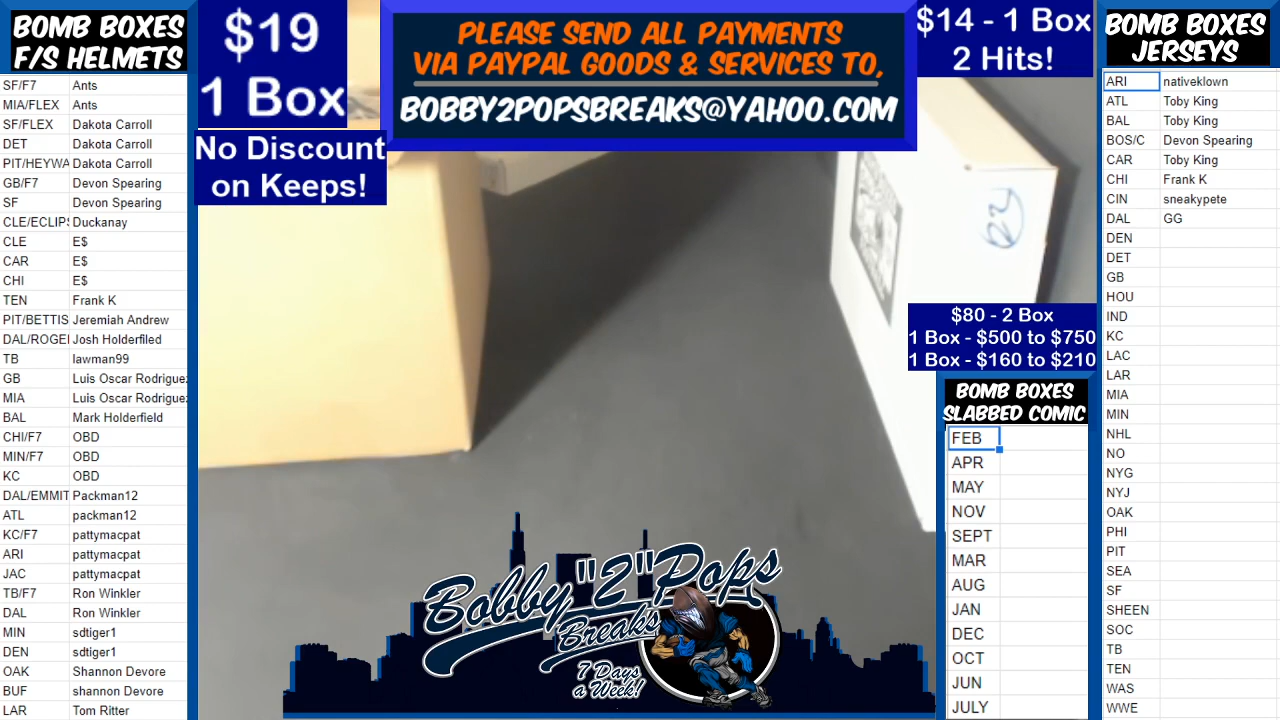 BOMB BOXES
F/S HELMETS
SF/F7 Ants
MIA/FLEX Ants
SF/FLEX Dakota Carroll
DET Dakota Carroll
PIT/HEYWA Dakota Carroll
GB/F7 Devon Spearing
SF Devon Spearing
CLE/ECLIPS Duckanay
CLE E$
CAR E$
CHI E$
TEN Frank K
PIT/BETTIS Jeremiah Andrew
DAL/ROGE Josh Holderfiled
TB lawman99
GB Luis Oscar Rodriguez
MIA Luis Oscar Rodriguez
BAL Mark Holderfield
CHI/F7 OBD
MIN/F7 OBD
KC OBD
DAL/EMMIT Packman12
ATL packman12
KC/F7 pattymacpat
ARI pattymacpat
JAC pattymacpat
TB/F7 Ron Winkler
DAL Ron Winkler
MIN sdtiger1
DEN sdtiger1
OAK Shannon Devore
BUF shannon Devore
LAR Tom Ritter
$19
1 Box
No Discount
on Keeps!
PLEASE SEND ALL PAYMENTS
VIA PAYPAL GOODS & SERVICES TO,
BOBBY2POPSBREAKS@YAHOO.COM
$14 - 1 Box
2 Hits!
$80 - 2 Box
1 Box - $500 to $750
1 Box - $160 to $210
BOMB BOXES
SLABBED COMIC
FEB
APR
MAY
NOV
SEPT
MAR
AUG
JAN
DEC
OCT
JUN
JULY
BOMB BOXES
JERSEYS
ARI nativeklown
ATL Toby King
BAL Toby King
BOS/C Devon Spearing
CAR Toby King
CHI Frank K
CIN sneakypete
DAL GG
DEN
DET
GB
HOU
IND
KC
LAC
LAR
MIA
MIN
NHL
NO
NYG
NYJ
OAK
PHI
PIT
SEA
SF
SHEEN
SOC
TB
TEN
WAS
WWE
Bobby "2" Pops
Breaks
7 Days
a Week!